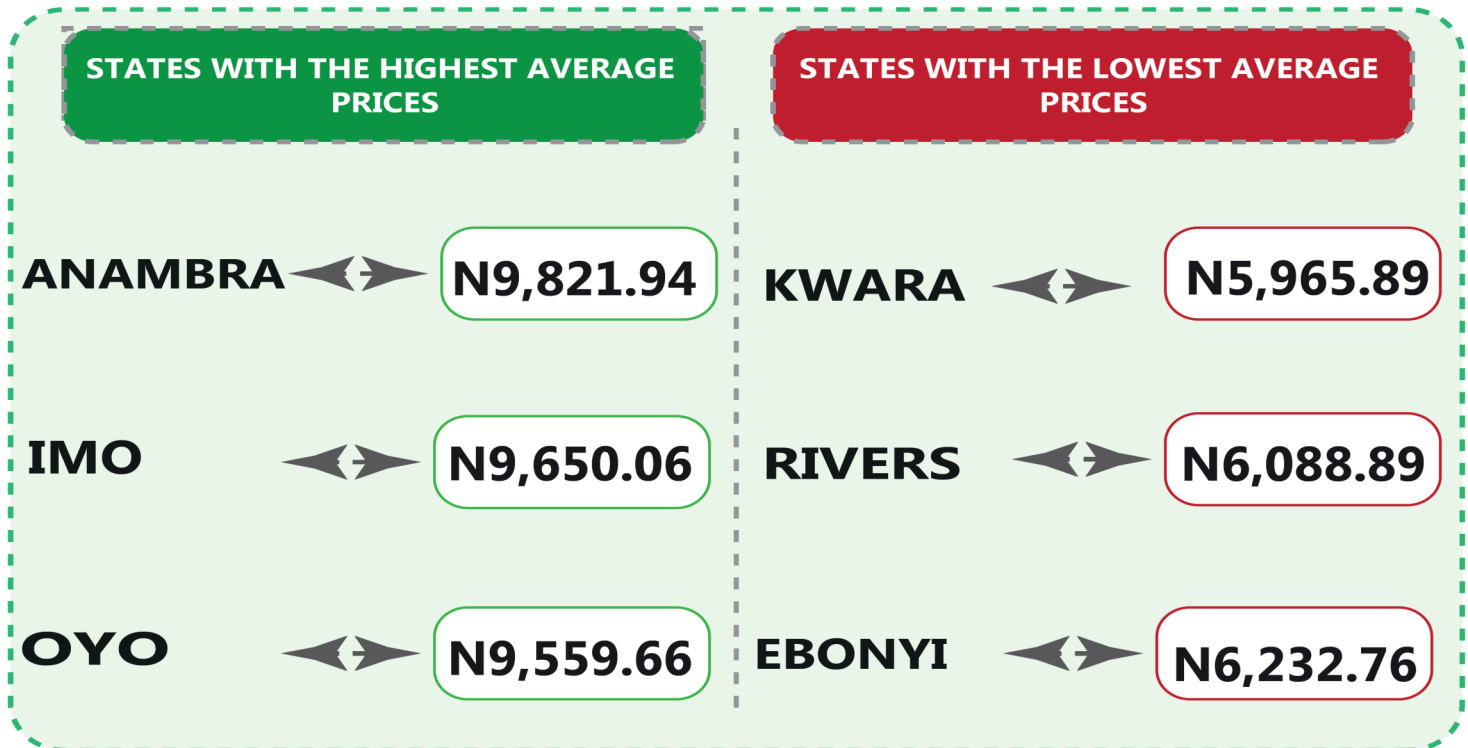 STATES WITH THE HIGHEST AVERAGE
PRICES
ANAMBRA N9,821.94
IMO N9,650.06
OYO N9,559.66
STATES WITH THE LOWEST AVERAGE
PRICES
KWARA N5,965.89
RIVERS N6,088.89
EBONYI N6,232.76